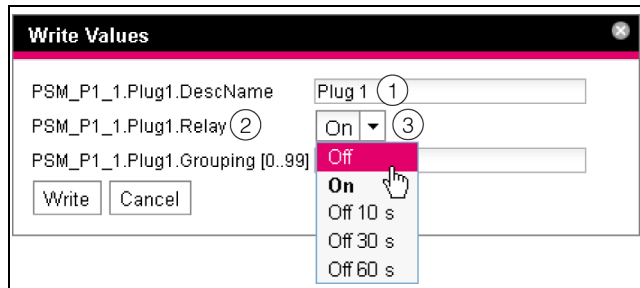 Write Values
PSM_P1_1.Plug1.DescName Plug 1 1
PSM_P1_1.Plug1.Relay 2 On 3
PSM_P1_1.Plug1.Grouping [0..99]
Off
On
Off 10 s
Off 30 s
Off 60 s
Write Cancel